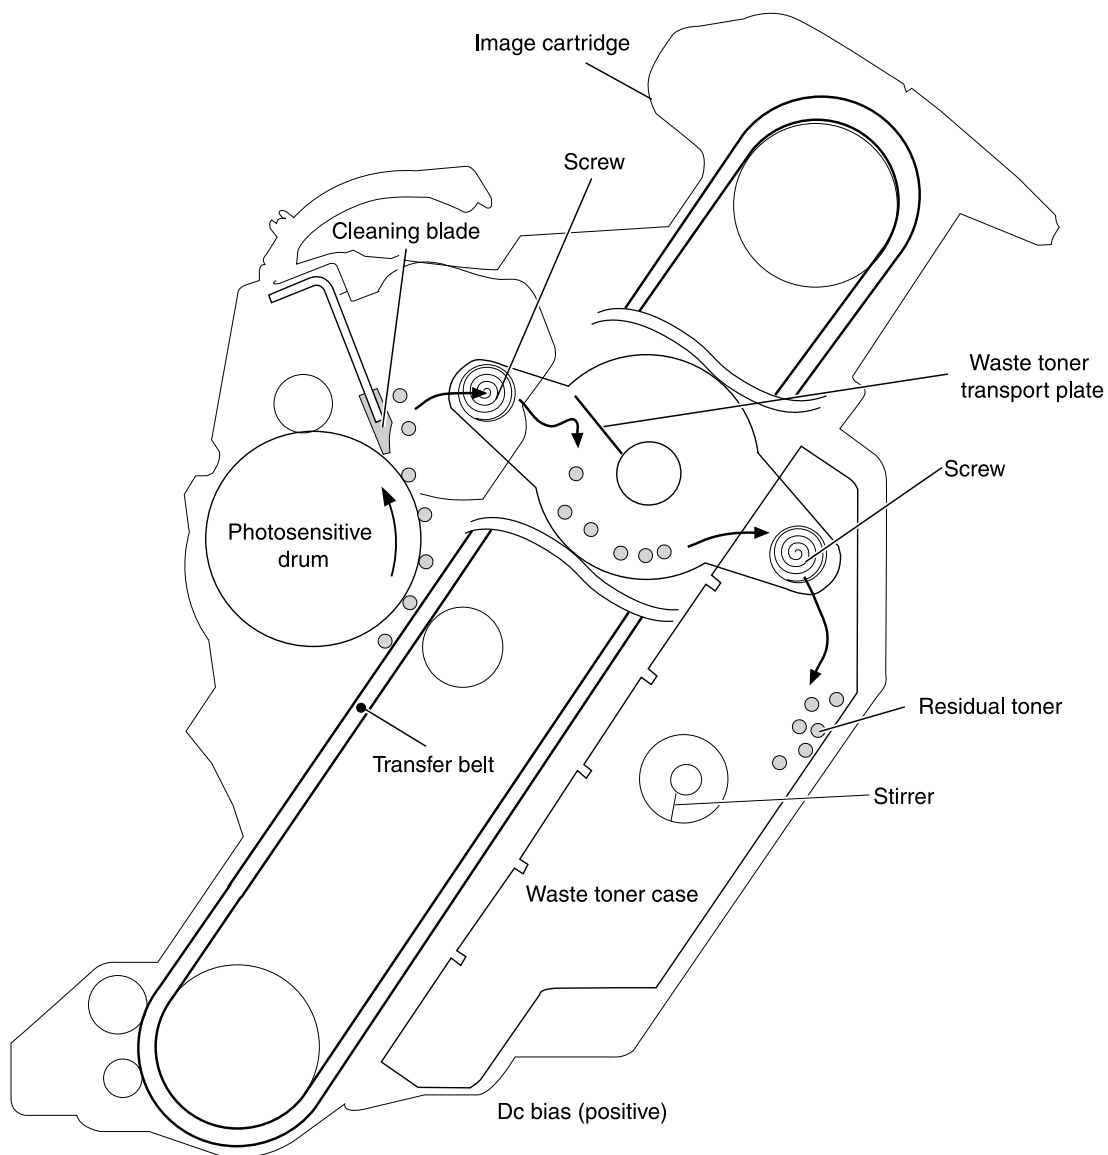 Image cartridge
Screw
Cleaning blade
Waste toner
transport plate
Screw
Photosensitive
drum
Residual toner
Transfer belt
Stirrer
Waste toner case
Dc bias (positive)